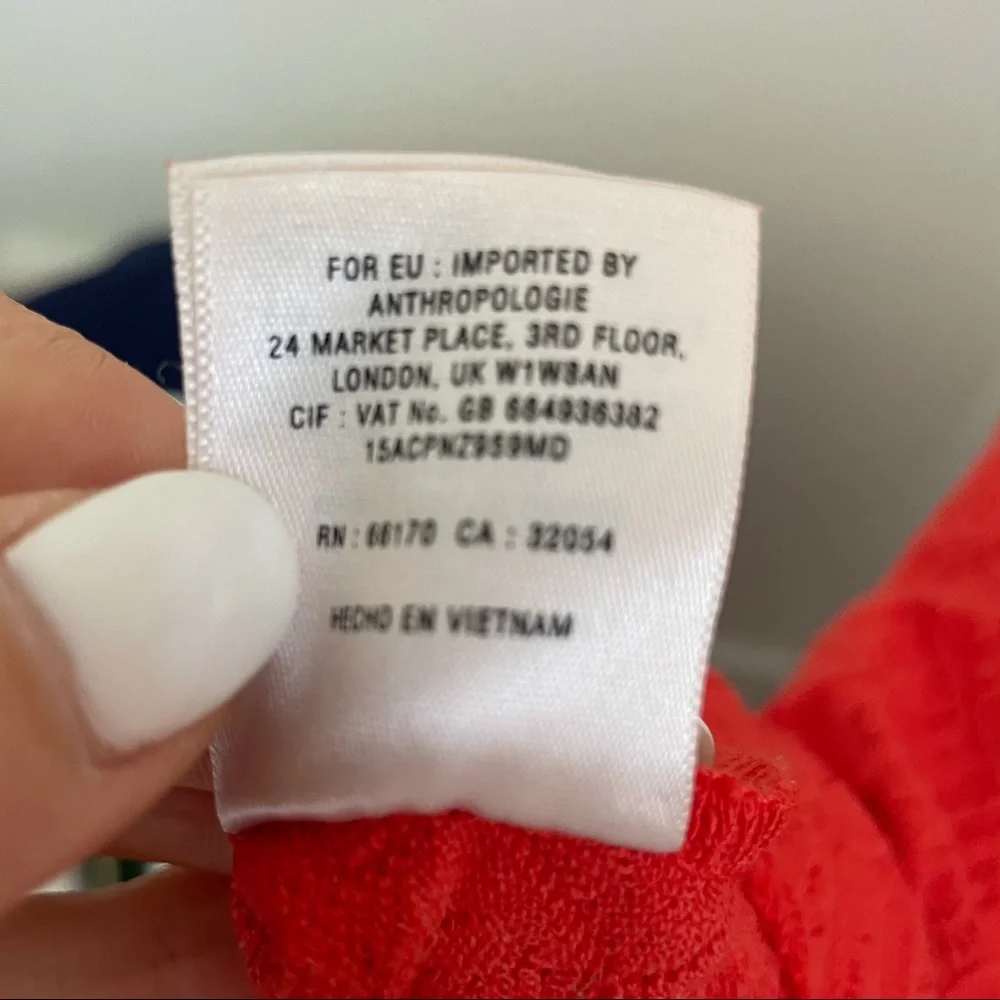 FOR EU : IMPORTED BY
ANTHROPOLOGIE
24 MARKET PLACE, 3RD FLOOR,
LONDON, UK W1W8AN
CIF : VAT No. GB 684936382
15ACPNZ959MD
RN : 66170 CA : 32054
HECHO EN VIETNAM